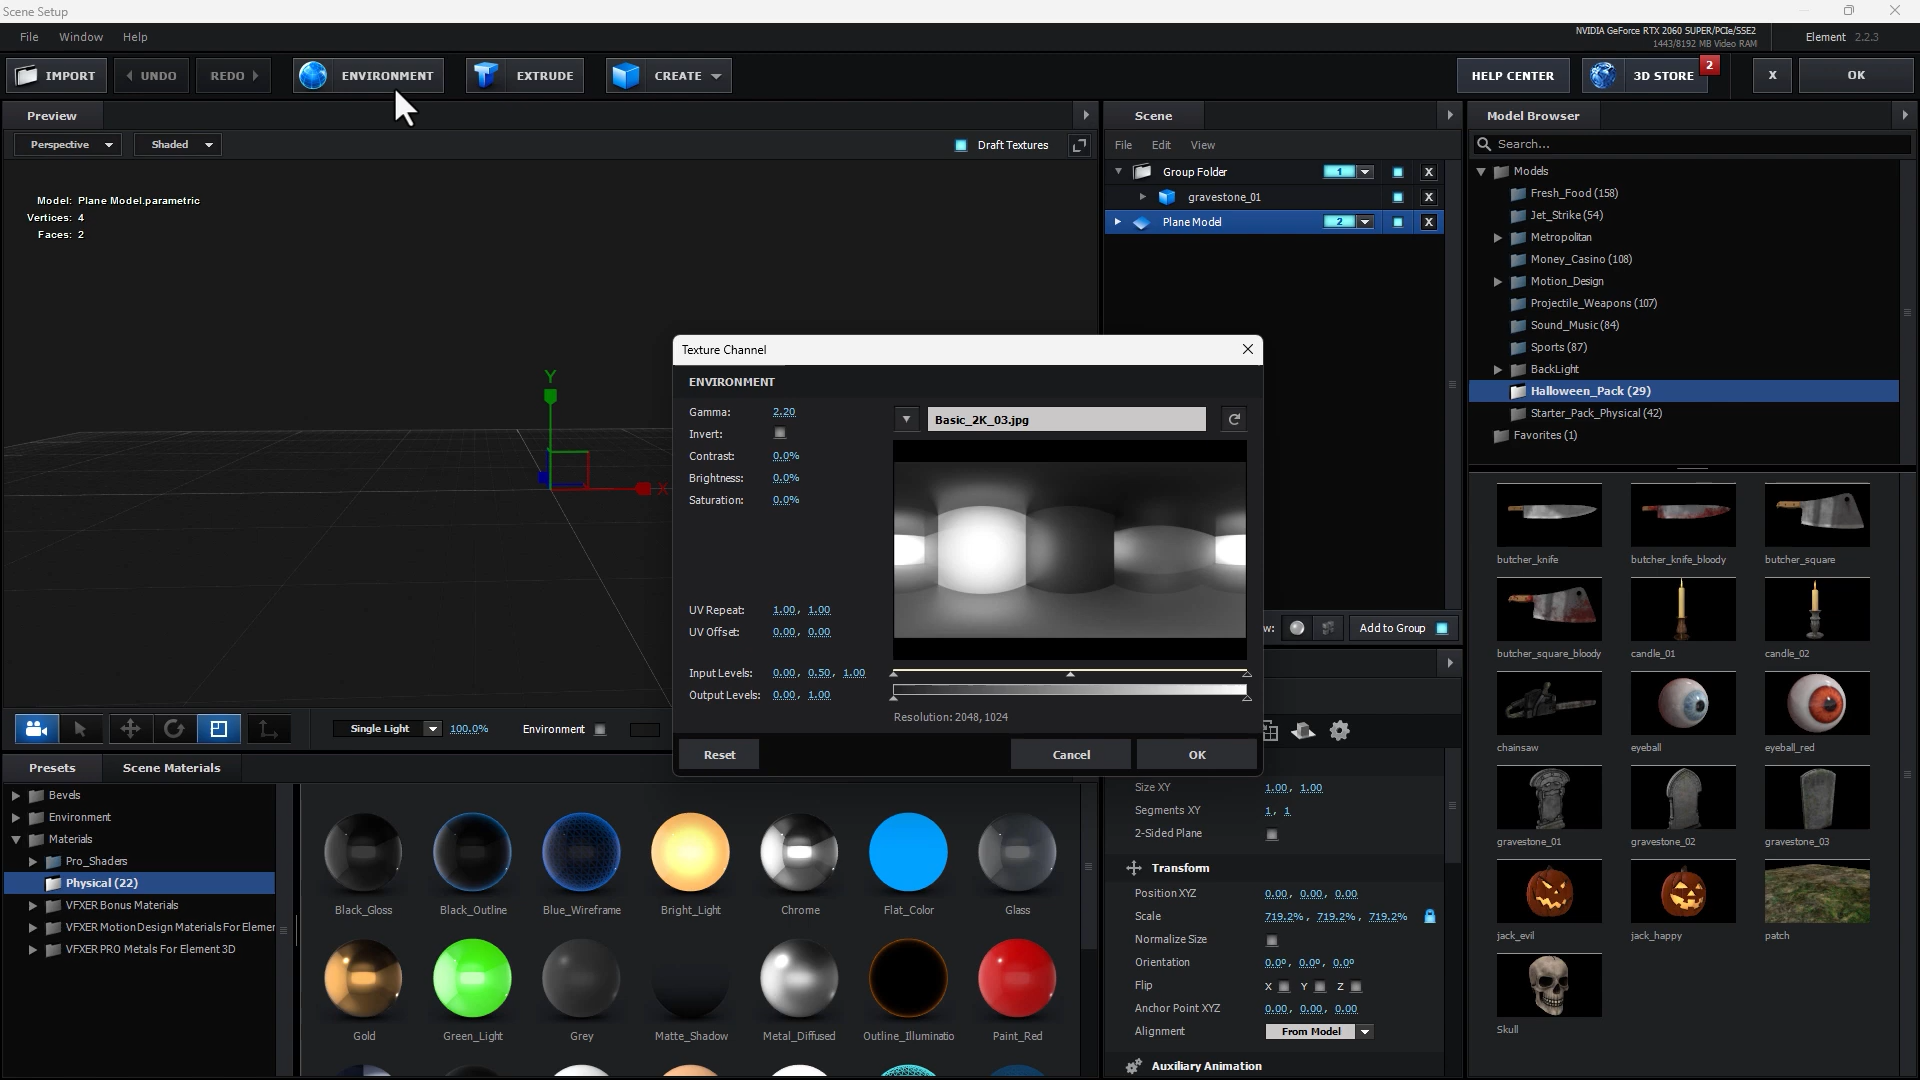 Scene Setup
File Window Help
NVIDIA GeForce RTX 2060 SUPER/PCIe/SSE2
1443/8192 MB Video RAM
Element 2.2.3
IMPORT UNDO REDO ENVIRONMENT EXTRUDE CREATE HELP CENTER 3D STORE 2 X OK
Preview
Perspective Shaded Draft Textures
Model: Plane Model.parametric
Vertices: 4
Faces: 2
Y
X
Single Light 100.0% Environment
Scene
File Edit View
Group Folder 1 X
gravestone_01 X
Plane Model 2 X
w: Add to Group
Model Browser
Search...
Models
Fresh_Food (158)
Jet_Strike (54)
Metropolitan
Money_Casino (108)
Motion_Design
Projectile_Weapons (107)
Sound_Music (84)
Sports (87)
BackLight
Halloween_Pack (29)
Starter_Pack_Physical (42)
Favorites (1)
butcher_knife butcher_knife_bloody butcher_square
butcher_square_bloody candle_01 candle_02
chainsaw eyeball eyeball_red
gravestone_01 gravestone_02 gravestone_03
jack_evil jack_happy patch
Skull
Texture Channel
ENVIRONMENT
Gamma: 2.20
Invert:
Contrast: 0.0%
Brightness: 0.0%
Saturation: 0.0%
UV Repeat: 1.00, 1.00
UV Offset: 0.00, 0.00
Input Levels: 0.00, 0.50, 1.00
Output Levels: 0.00, 1.00
Basic_2K_03.jpg
Resolution: 2048, 1024
Reset Cancel OK
Presets Scene Materials
Bevels
Environment
Materials
Pro_Shaders
Physical (22)
VFXER Bonus Materials
VFXER MotionDesign Materials For Elemen
VFXER PRO Metals For Element 3D
Black_Gloss Black_Outline Blue_Wireframe Bright_Light Chrome Flat_Color Glass
Gold Green_Light Grey Matte_Shadow Metal_Diffused Outline_Illuminatio Paint_Red
Size XY 1.00, 1.00
Segments XY 1, 1
2-Sided Plane
Transform
Position XYZ 0.00, 0.00, 0.00
Scale 719.2%, 719.2%, 719.2%
Normalize Size
Orientation 0.0º, 0.0º, 0.0º
Flip X Y Z
Anchor Point XYZ 0.00, 0.00, 0.00
Alignment From Model
Auxiliary Animation